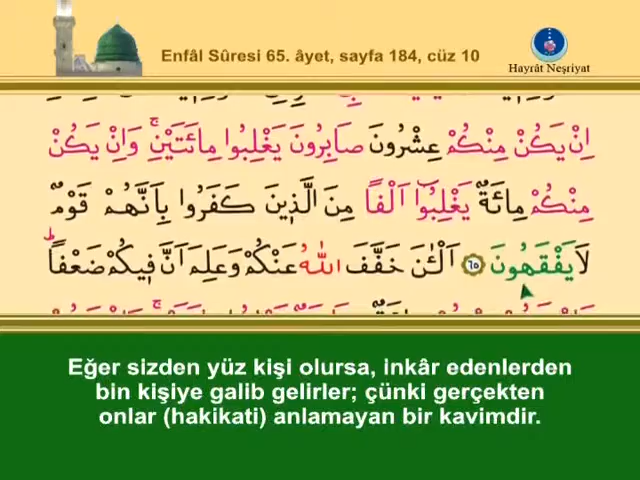 Enfâl Sûresi 65. âyet, sayfa 184, cüz 10
Hayrât Neşriyat
اِنْ يَكُنْ مِنْكُمْ عِشْرُونَ صَابِرُونَ يَغْلِبُوا مِائَتَيْنِۚ وَاِنْ يَكُنْ
مِنْكُمْ مِائَةٌ يَغْلِبُٓوا اَلْفًا مِنَ الَّذ۪ينَ كَفَرُوا بِاَنَّهُمْ قَوْمٌ
لَا يَفْقَهُونَ ٦٥ اَلْـٰٔنَ خَفَّفَ اللّٰهُ عَنْكُمْ وَعَلِمَ اَنَّ ف۪يكُمْ ضَعْفًاۜ
Eğer sizden yüz kişi olursa, inkâr edenlerden
bin kişiye galib gelirler; çünki gerçekten
onlar (hakikati) anlamayan bir kavimdir.